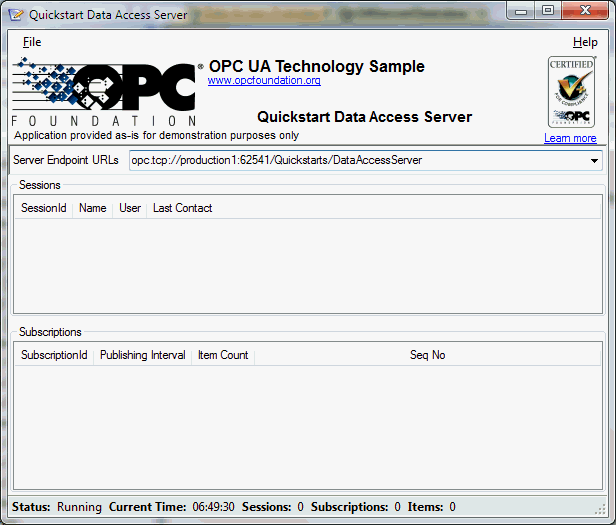 Quickstart Data Access Server
File Help
OPC UA Technology Sample
www.opcfoundation.org
OPC
FOUNDATION
Quickstart Data Access Server
Application provided as-is for demonstration purposes only
CERTIFIED
FOR COMPLIANCE
OPC
FOUNDATION
Learn more
Server Endpoint URLs opc.tcp://production1:62541/Quickstarts/DataAccessServer
Sessions
SessionId Name User Last Contact
Subscriptions
SubscriptionId Publishing Interval Item Count Seq No
Status: Running Current Time: 06:49:30 Sessions: 0 Subscriptions: 0 Items: 0